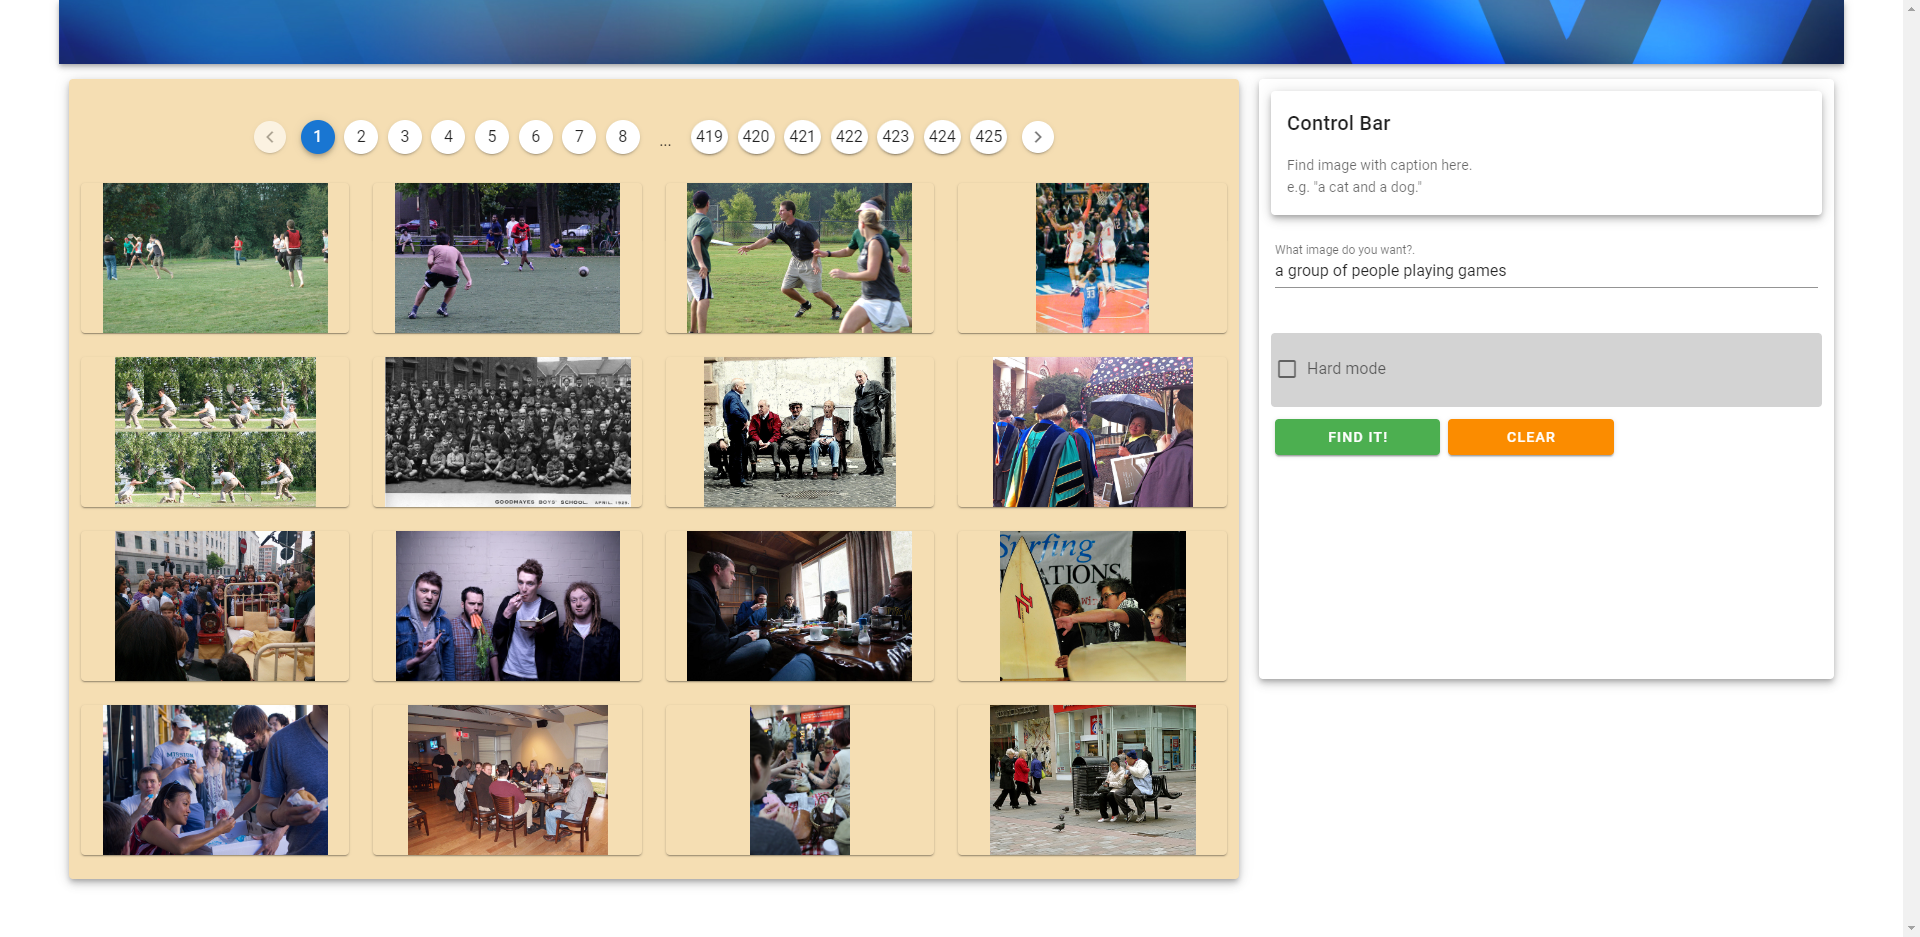 1 2 3 4 5 6 7 8 ... 419 420 421 422 423 424 425
GOODMAYES BOYS' SCHOOL. APRIL, 1929.
Surfing
ATIONS
MISSION
33
Control Bar
Find image with caption here.
e.g. "a cat and a dog."
What image do you want?.
a group of people playing games
Hard mode
FIND IT!
CLEAR